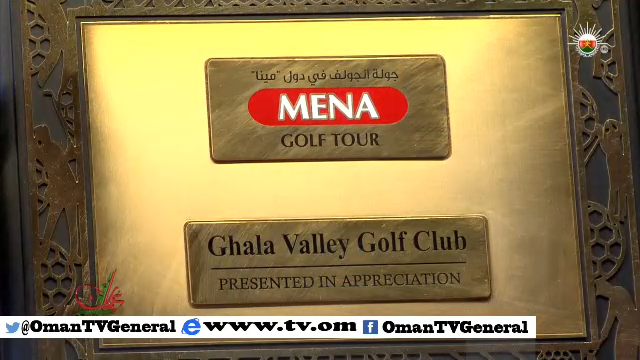 جولة الجولف في دول "مينا"
MENA
GOLF TOUR
Ghala Valley Golf Club
PRESENTED IN APPRECIATION
@OmanTVGeneral www.tv.om OmanTVGeneral